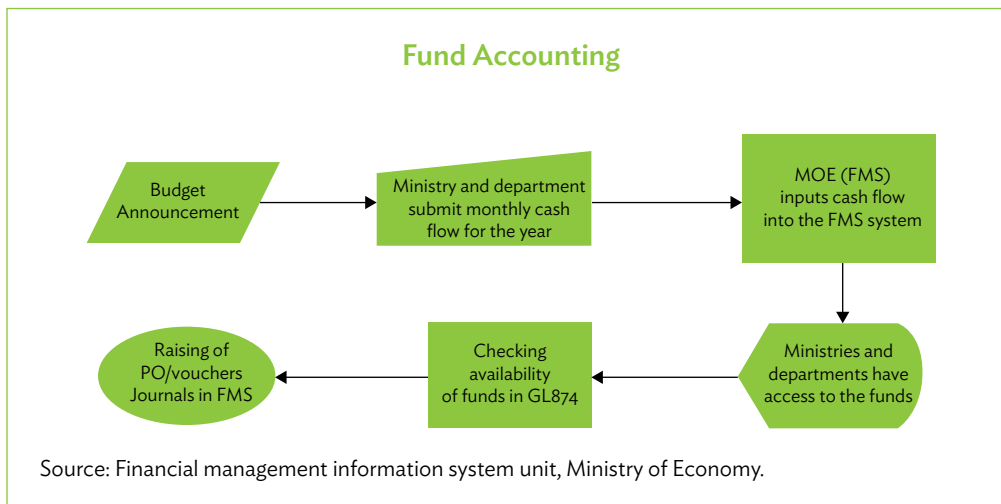 Fund Accounting
Budget
Announcement
Ministry and department
submit monthly cash
flow for the year
MOE (FMS)
inputs cash flow
into the FMS system
Ministries and
departments have
access to the funds
Checking
availability
of funds in GL874
Raising of
PO/vouchers
Journals in FMS
Source: Financial management information system unit, Ministry of Economy.